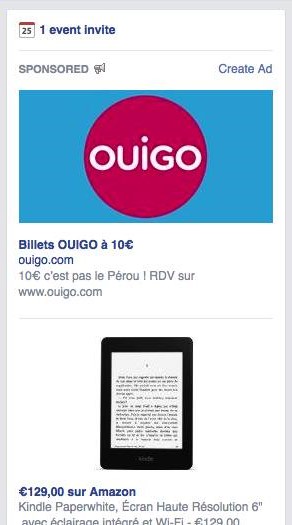 25 1 event invite
SPONSORED Create Ad
OUiGO
Billets OUIGO à 10€
ouigo.com
10€ c'est pas le Pérou ! RDV sur
www.ouigo.com
kindle
€129,00 sur Amazon
Kindle Paperwhite, Écran Haute Résolution 6"
avec éclairage intégré et Wi-Fi - €129,00